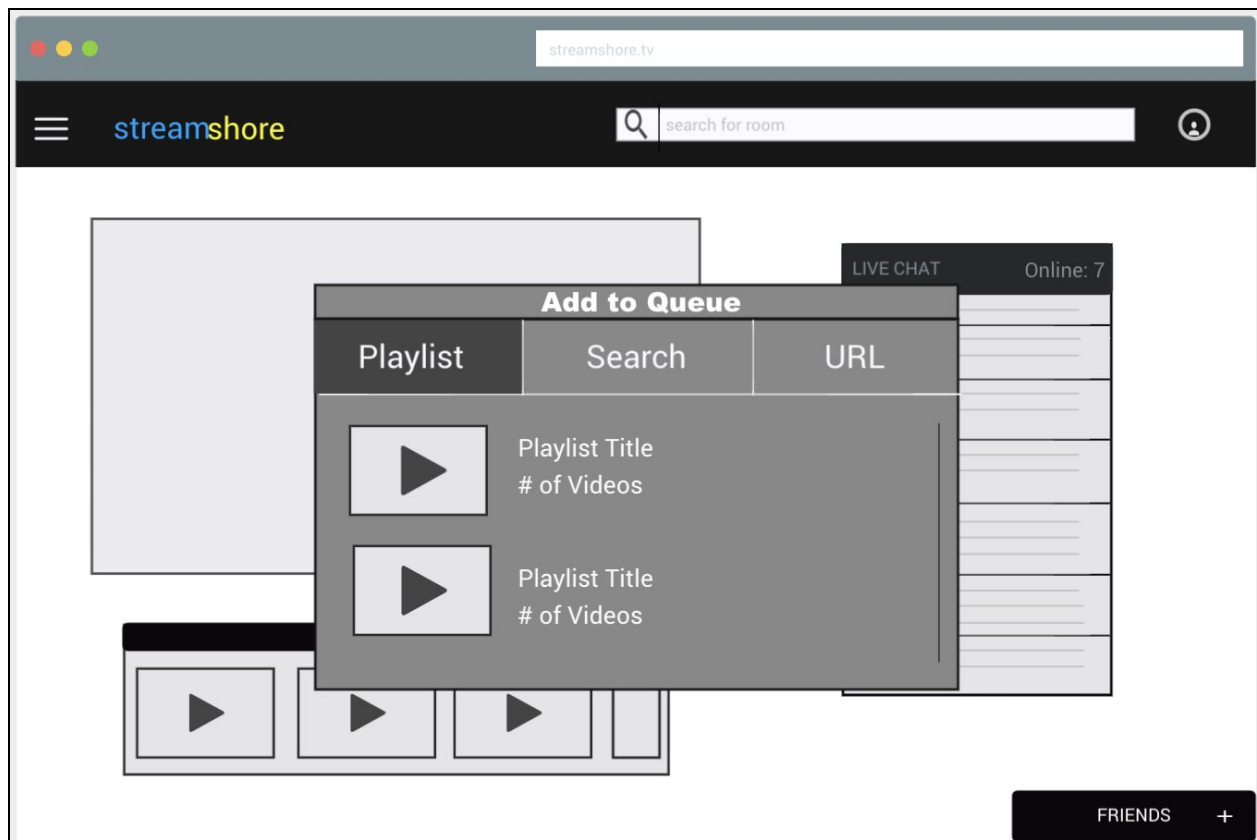 streamshore.tv
streamshore
search for room
LIVE CHAT Online: 7
Add to Queue
Playlist Search URL
Playlist Title
# of Videos
Playlist Title
# of Videos
FRIENDS +